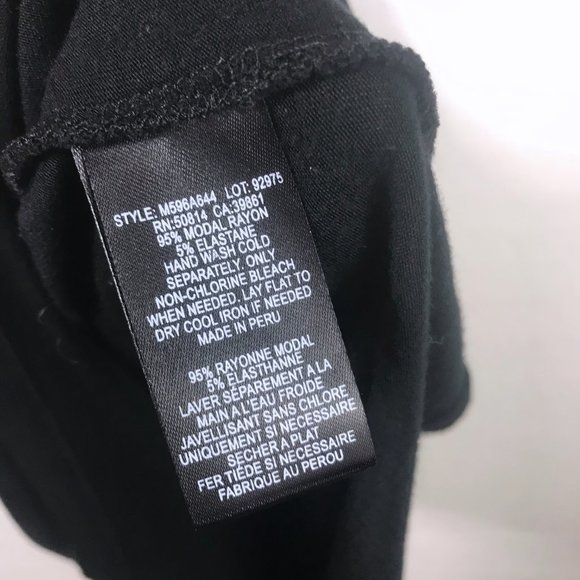 STYLE: M596A644 LOT: 92975
RN:50814 CA:39861
95% MODAL RAYON
5% ELASTANE
HAND WASH COLD
SEPARATELY ONLY
NON-CHLORINE BLEACH
WHEN NEEDED. LAY FLAT TO
DRY COOL IRON IF NEEDED
MADE IN PERU
95% RAYONNE MODAL
5% ELASTHANNE
LAVER SÉPAREMENT A LA
MAIN AL'EAU FROIDE
JAVELLISANT SANS CHLORE
UNIQUEMENT SI NECESSAIRE
SECHER A PLAT
FER TIÈDE SI NECESSAIRE
FABRIQUE AU PEROU